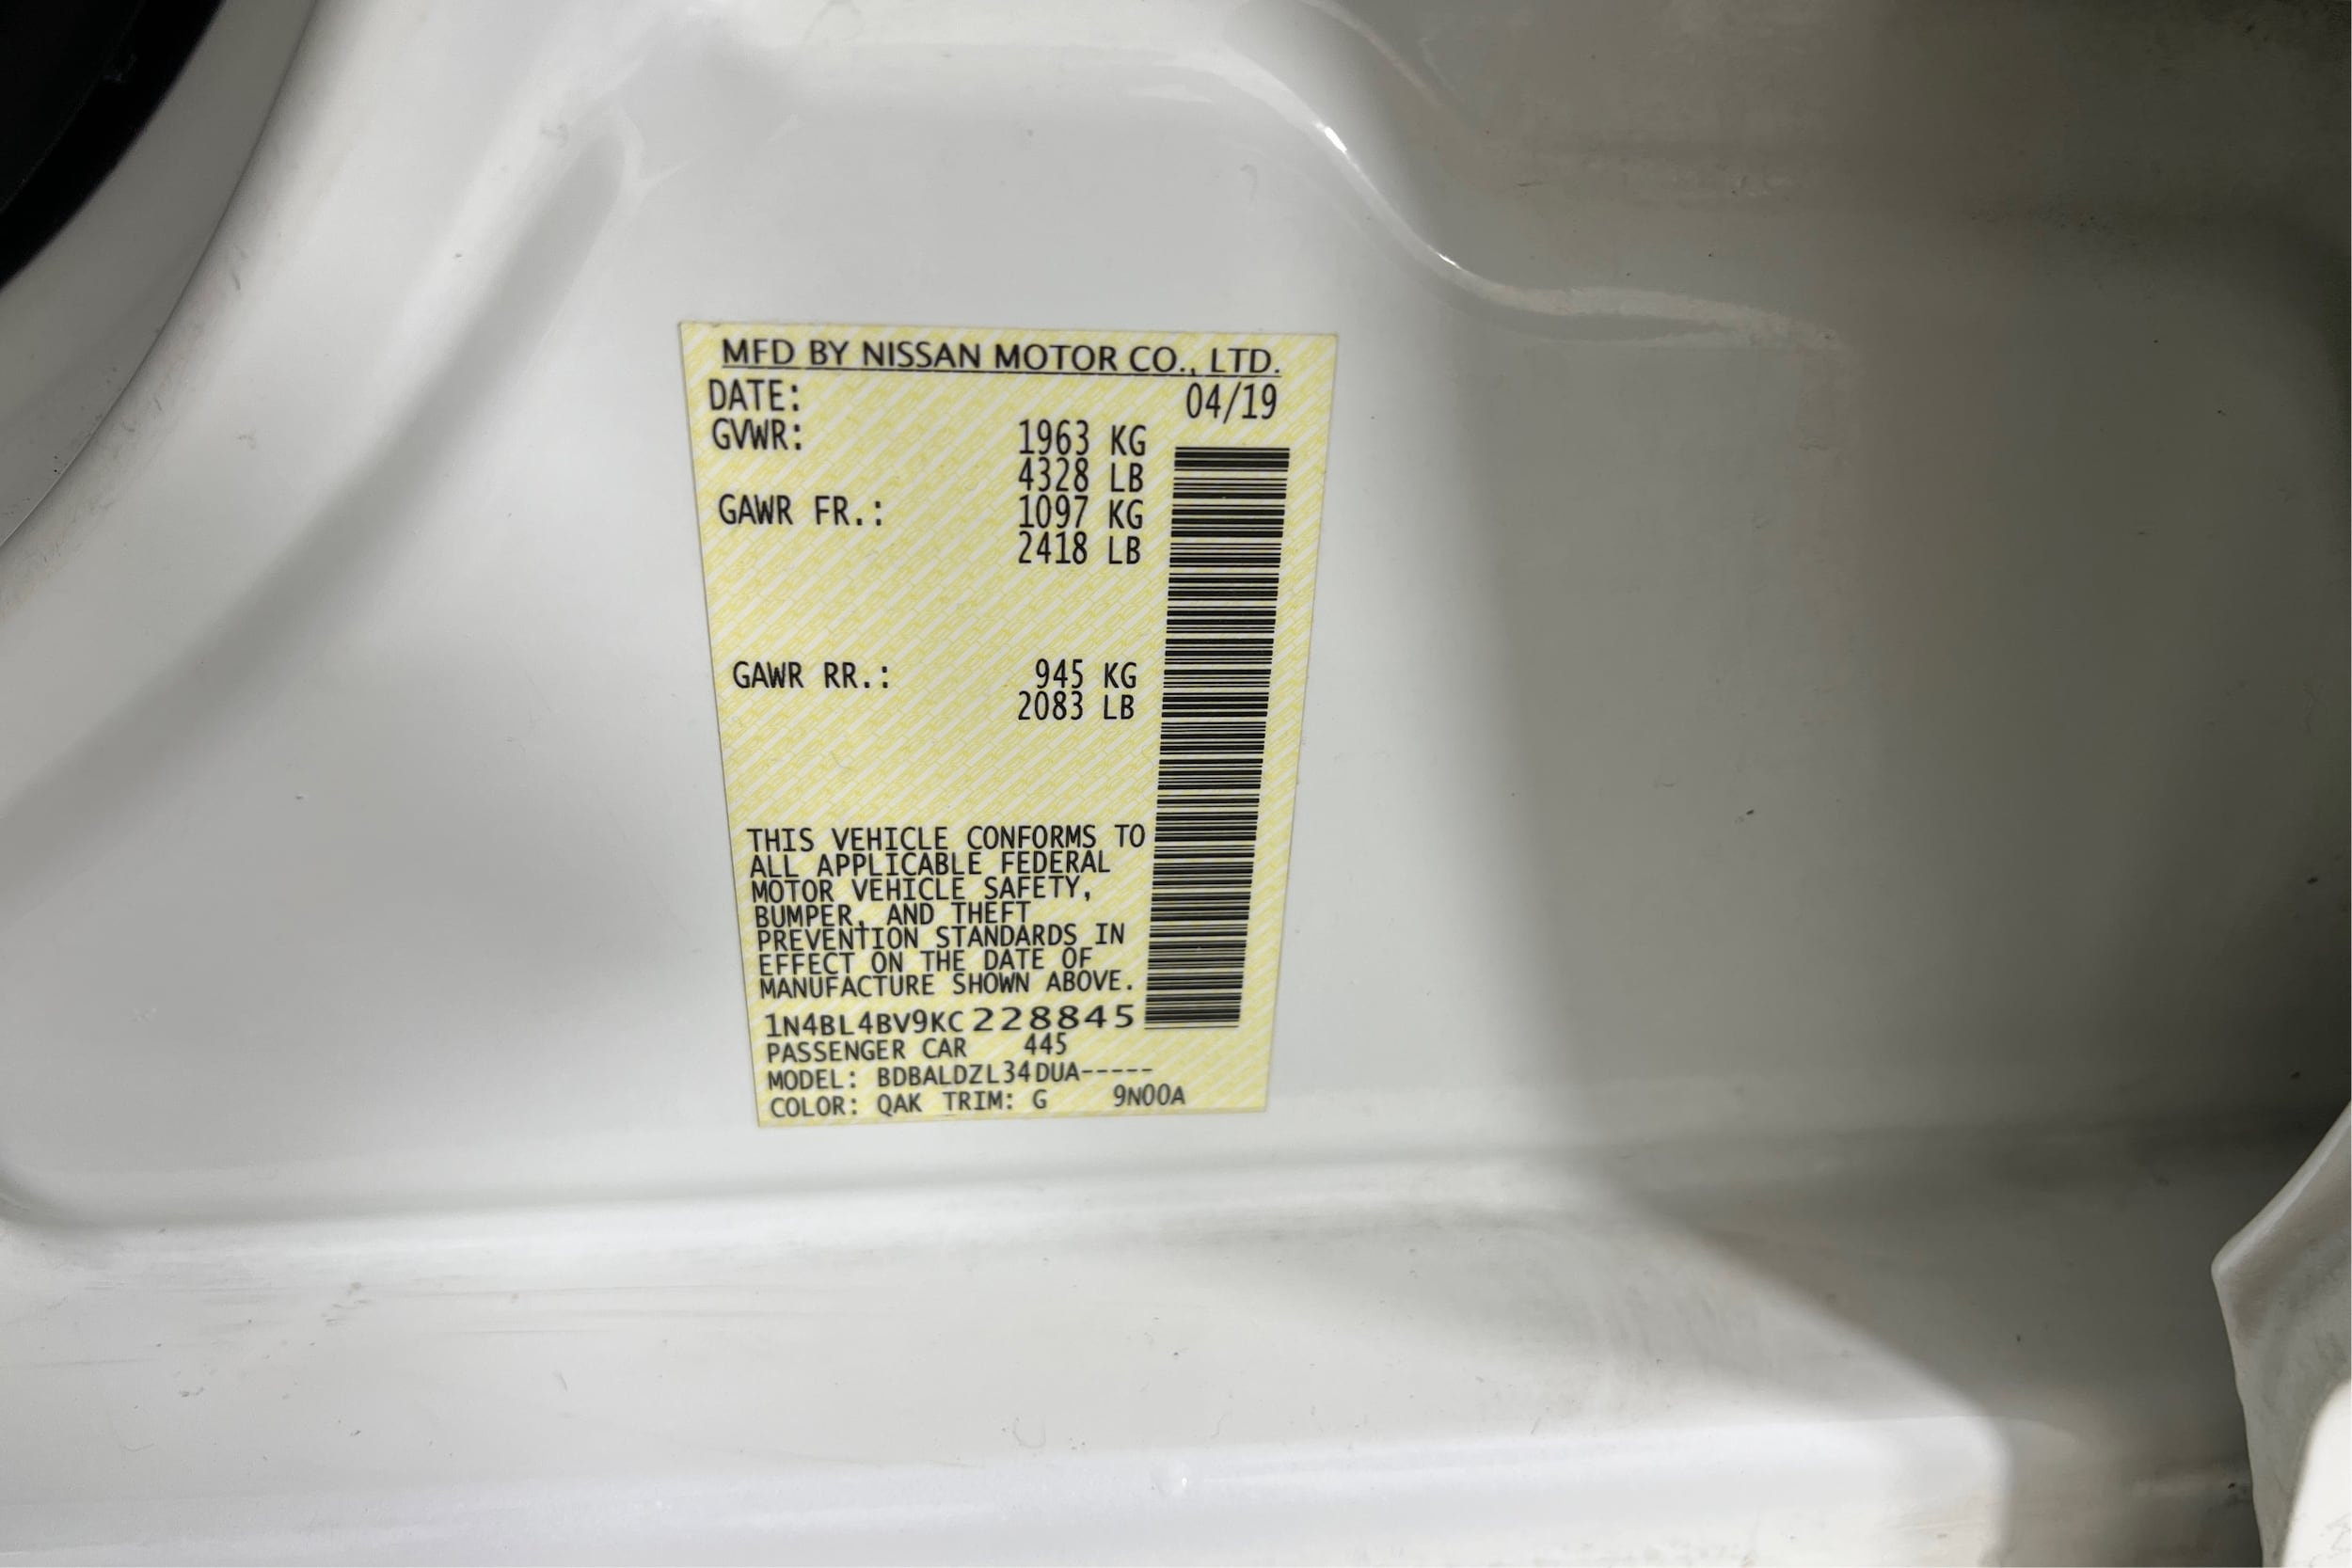 MFD BY NISSAN MOTOR CO., LTD.
DATE: 04/19
GVWR: 1963 KG
4328 LB
GAWR FR.: 1097 KG
2418 LB
GAWR RR.: 945 KG
2083 LB
THIS VEHICLE CONFORMS TO
ALL APPLICABLE FEDERAL
MOTOR VEHICLE SAFETY,
BUMPER, AND THEFT
PREVENTION STANDARDS IN
EFFECT ON THE DATE OF
MANUFACTURE SHOWN ABOVE.
1N4BL4BV9KC228845
PASSENGER CAR 445
MODEL: BDBALDZL34DUA-----
COLOR: QAK TRIM: G 9N00A